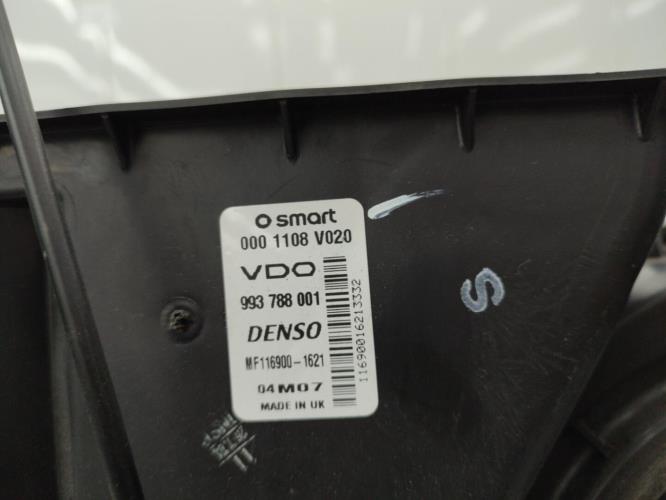 smart
000 1108 V020
VDO
993 788 001
DENSO
MF116900-1621
04M07
MADE IN UK
11690016213332
S